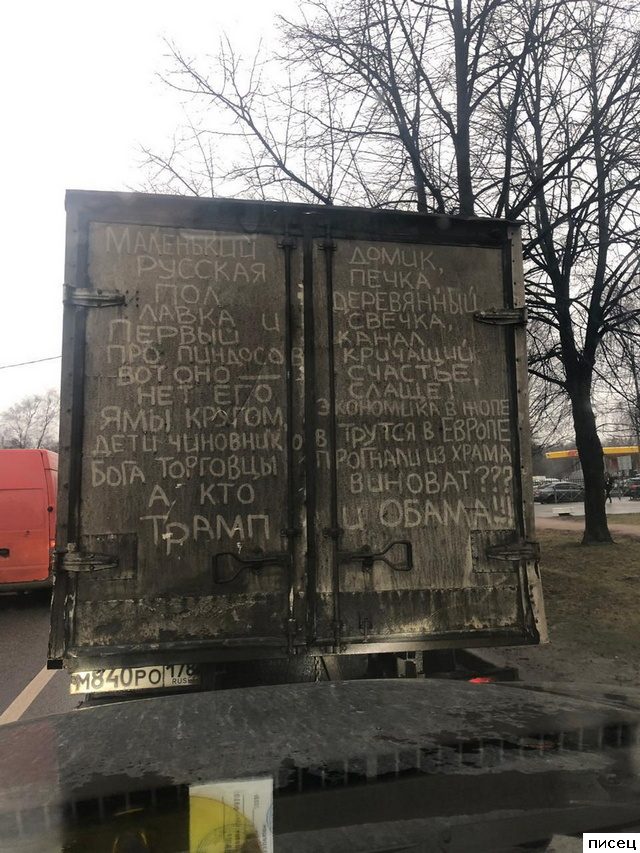 МАЛЕНЬКИЙ ДОМИК,
РУССКАЯ ПЕЧКА,
ПОЛ ДЕРЕВЯННЫЙ
ЛАВКА И СВЕЧКА,
ПЕРВЫЙ КАНАЛ
ПРО ПИНДОСОВ КРИЧАЩИЙ
ВОТ ОНО — СЧАСТЬЕ,
НЕТ ЕГО СЛАЩЕ!
ЯМЫ КРУГОМ, ЭКОНОМИКА В ЖОПЕ
ДЕТИ ЧИНОВНИКОВ ТРУТСЯ В ЕВРОПЕ
БОГА ТОРГОВЦЫ ПРОГНАЛИ ИЗ ХРАМА
А КТО ВИНОВАТ???
ТРАМП И ОБАМА!!!
М840РО 178
RUS
писец